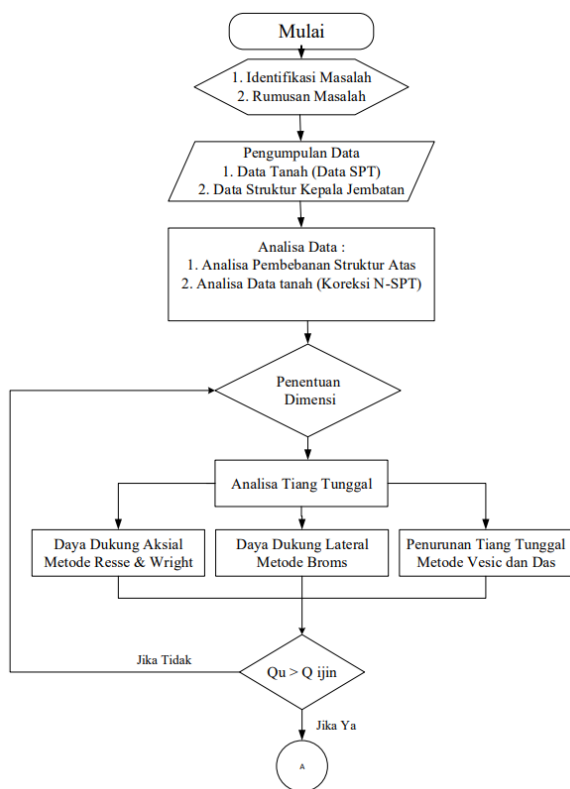 Mulai
1. Identifikasi Masalah
2. Rumusan Masalah
Pengumpulan Data
1. Data Tanah (Data SPT)
2. Data Struktur Kepala Jembatan
Analisa Data :
1. Analisa Pembebanan Struktur Atas
2. Analisa Data tanah (Koreksi N-SPT)
Penentuan
Dimensi
Analisa Tiang Tunggal
Daya Dukung Aksial
Metode Resse & Wright
Daya Dukung Lateral
Metode Broms
Penurunan Tiang Tunggal
Metode Vesic dan Das
Jika Tidak
Qu > Q ijin
Jika Ya
A